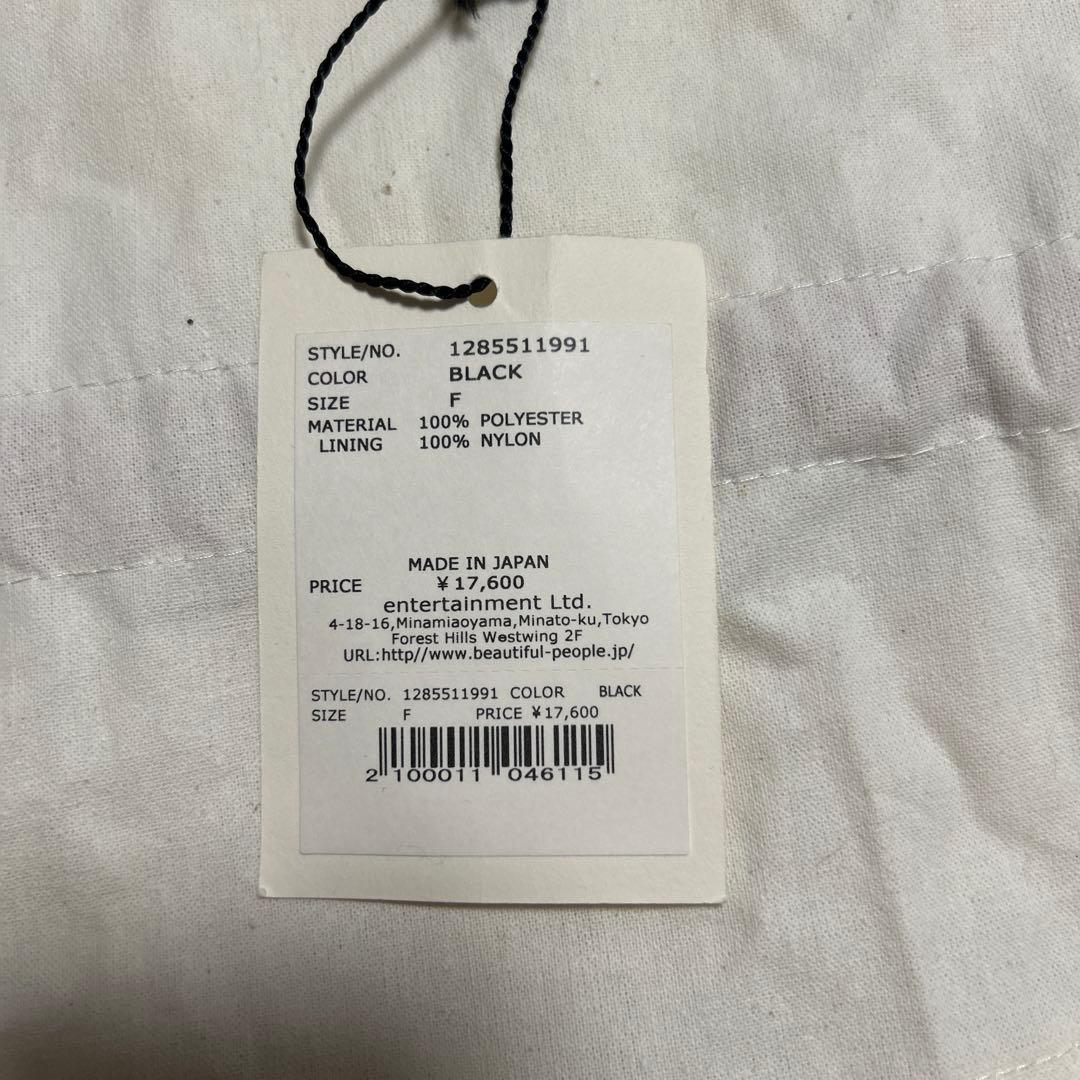 STYLE/NO. 1285511991
COLOR BLACK
SIZE F
MATERIAL 100% POLYESTER
LINING 100% NYLON
MADE IN JAPAN
PRICE ¥17,600
entertainment Ltd.
4-18-16,Minamiaoyama,Minato-ku,Tokyo
Forest Hills Westwing 2F
URL:http//www.beautiful-people.jp/
STYLE/NO. 1285511991 COLOR BLACK
SIZE F PRICE ¥17,600
2 100011 046115